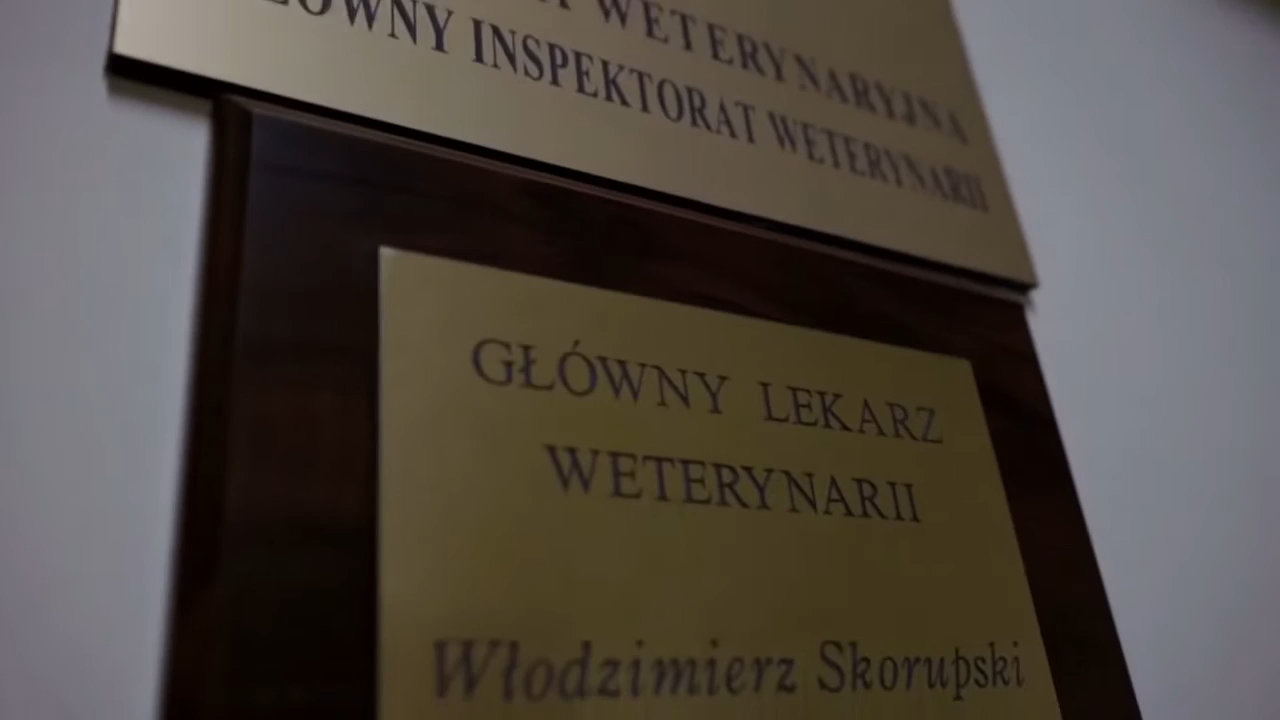 WETERYNARYJNA
GŁÓWNY INSPEKTORAT WETERYNARII
GŁÓWNY LEKARZ
WETERYNARII
Włodzimierz Skorupski